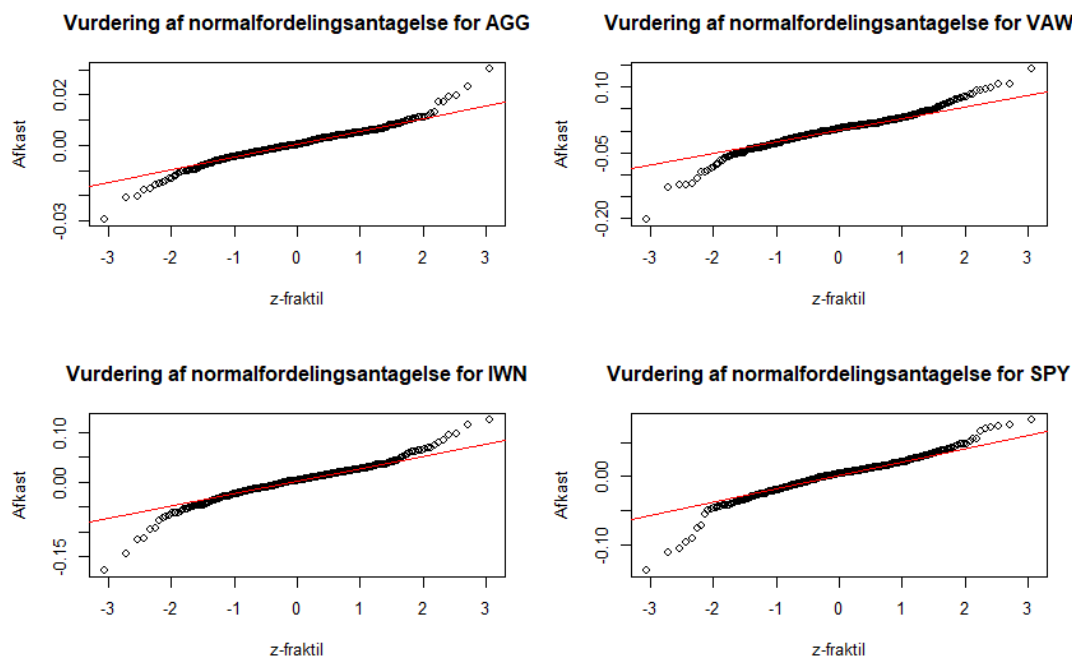 Vurdering af normalfordelingsantagelse for AGG
Afkast
0.02
0.00
-0.03
-3 -2 -1 0 1 2 3
z-fraktil
Vurdering af normalfordelingsantagelse for VAW
Afkast
0.10
-0.05
-0.20
-3 -2 -1 0 1 2 3
z-fraktil
Vurdering af normalfordelingsantagelse for IWN
Afkast
0.10
0.00
-0.15
-3 -2 -1 0 1 2 3
z-fraktil
Vurdering af normalfordelingsantagelse for SPY
Afkast
0.00
-0.10
-3 -2 -1 0 1 2 3
z-fraktil